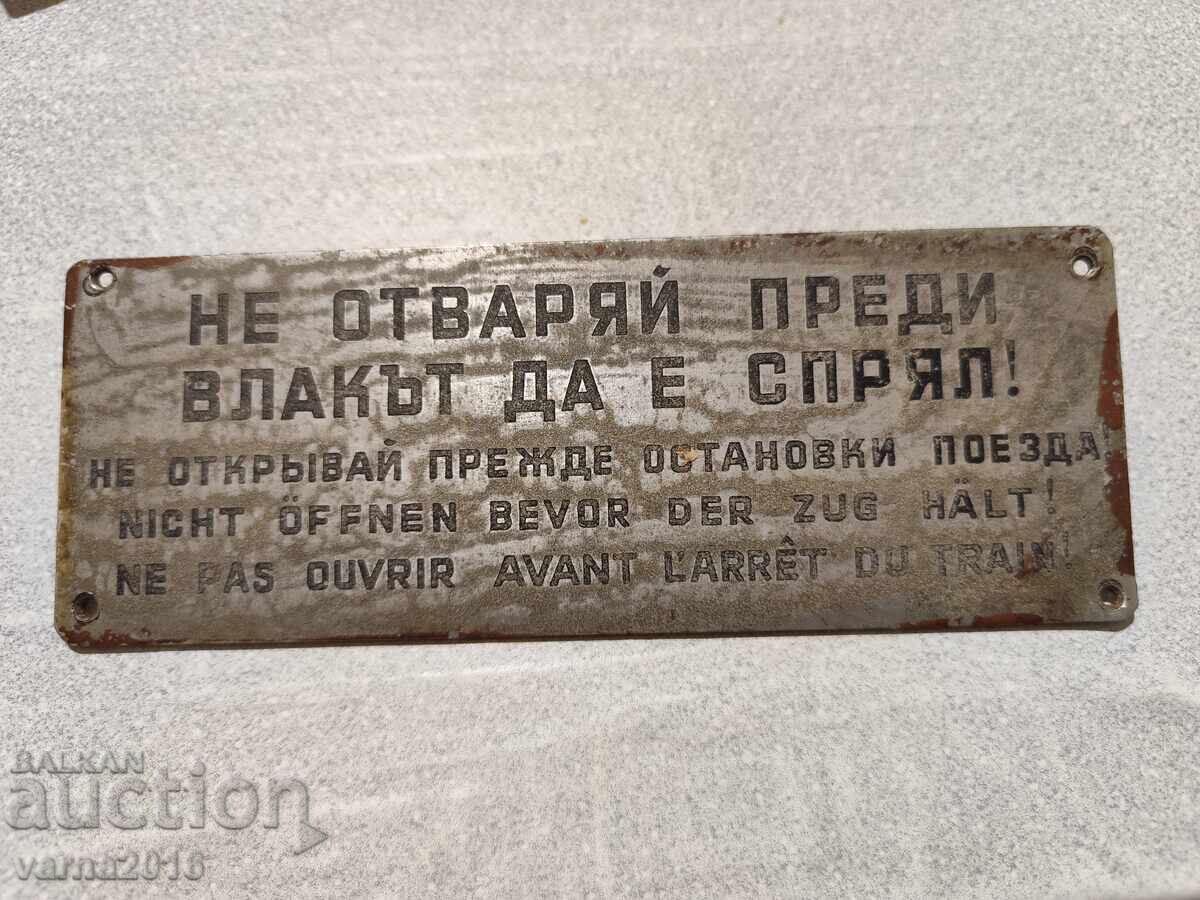 НЕ ОТВАРЯЙ ПРЕДИ
ВЛАКЪТ ДА Е СПРЯЛ!
НЕ ОТКРЫВАЙ ПРЕЖДЕ ОСТАНОВКИ ПОЕЗДА!
NICHT ÖFFNEN BEVOR DER ZUG HÄLT!
NE PAS OUVRIR AVANT L'ARRÊT DU TRAIN!
BALKAN
auction
varna2016